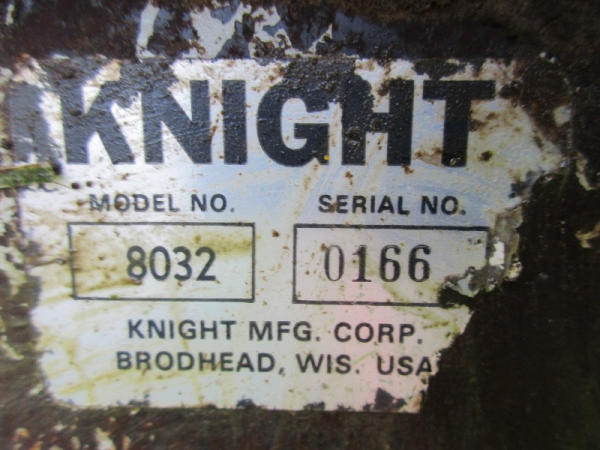 KNIGHT
MODEL NO. SERIAL NO.
8032 0166
KNIGHT MFG. CORP.
BRODHEAD, WIS. USA